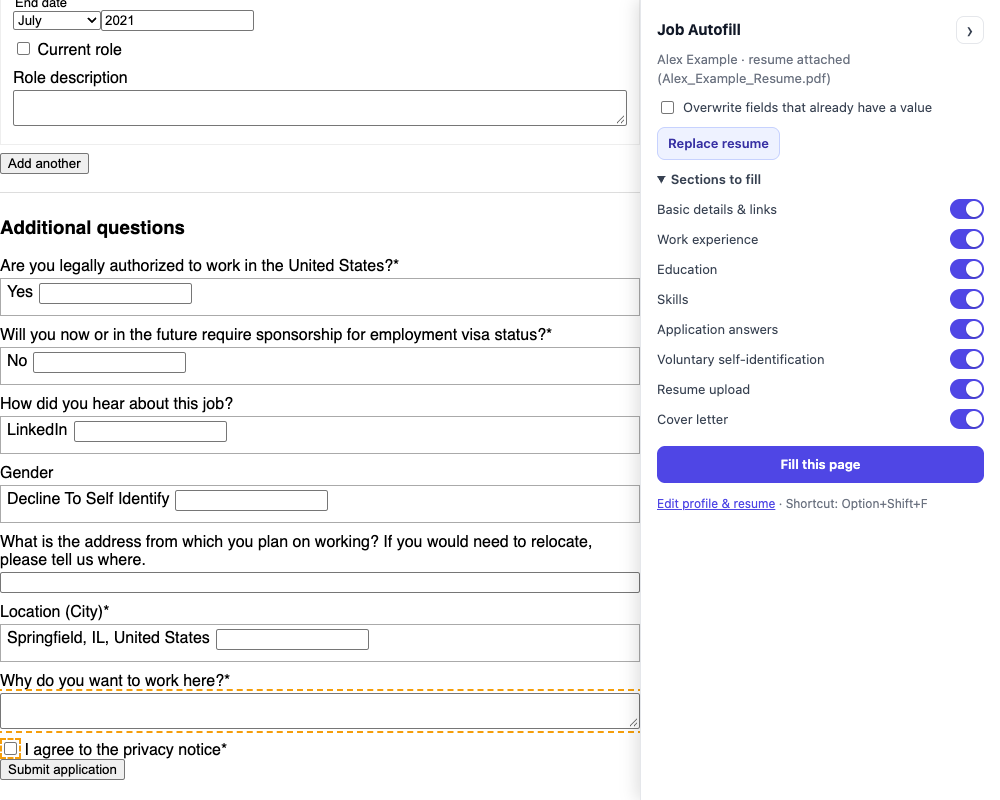 End date
July 2021
Current role
Role description
Add another
Additional questions
Are you legally authorized to work in the United States?*
Yes
Will you now or in the future require sponsorship for employment visa status?*
No
How did you hear about this job?
LinkedIn
Gender
Decline To Self Identify
What is the address from which you plan on working? If you would need to relocate,
please tell us where.
Location (City)*
Springfield, IL, United States
Why do you want to work here?*
I agree to the privacy notice*
Submit application
Job Autofill
Alex Example · resume attached
(Alex_Example_Resume.pdf)
Overwrite fields that already have a value
Replace resume
▼ Sections to fill
Basic details & links
Work experience
Education
Skills
Application answers
Voluntary self-identification
Resume upload
Cover letter
Fill this page
Edit profile & resume · Shortcut: Option+Shift+F